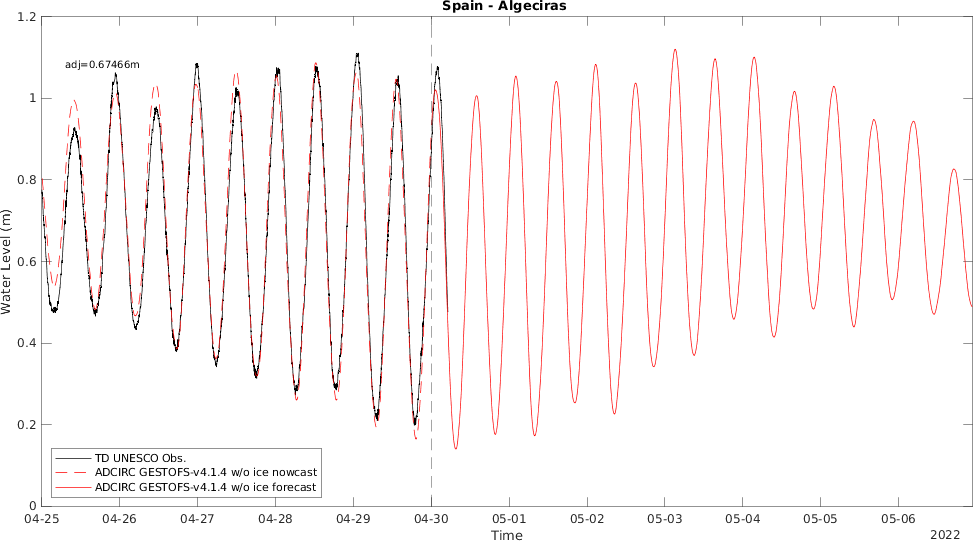 Spain - Algeciras
adj=0.67466m
Water Level (m)
1.2
1
0.8
0.6
0.4
0.2
0
TD UNESCO Obs.
ADCIRC GESTOFS-v4.1.4 w/o ice nowcast
ADCIRC GESTOFS-v4.1.4 w/o ice forecast
04-25 04-26 04-27 04-28 04-29 04-30 05-01 05-02 05-03 05-04 05-05 05-06
Time
2022